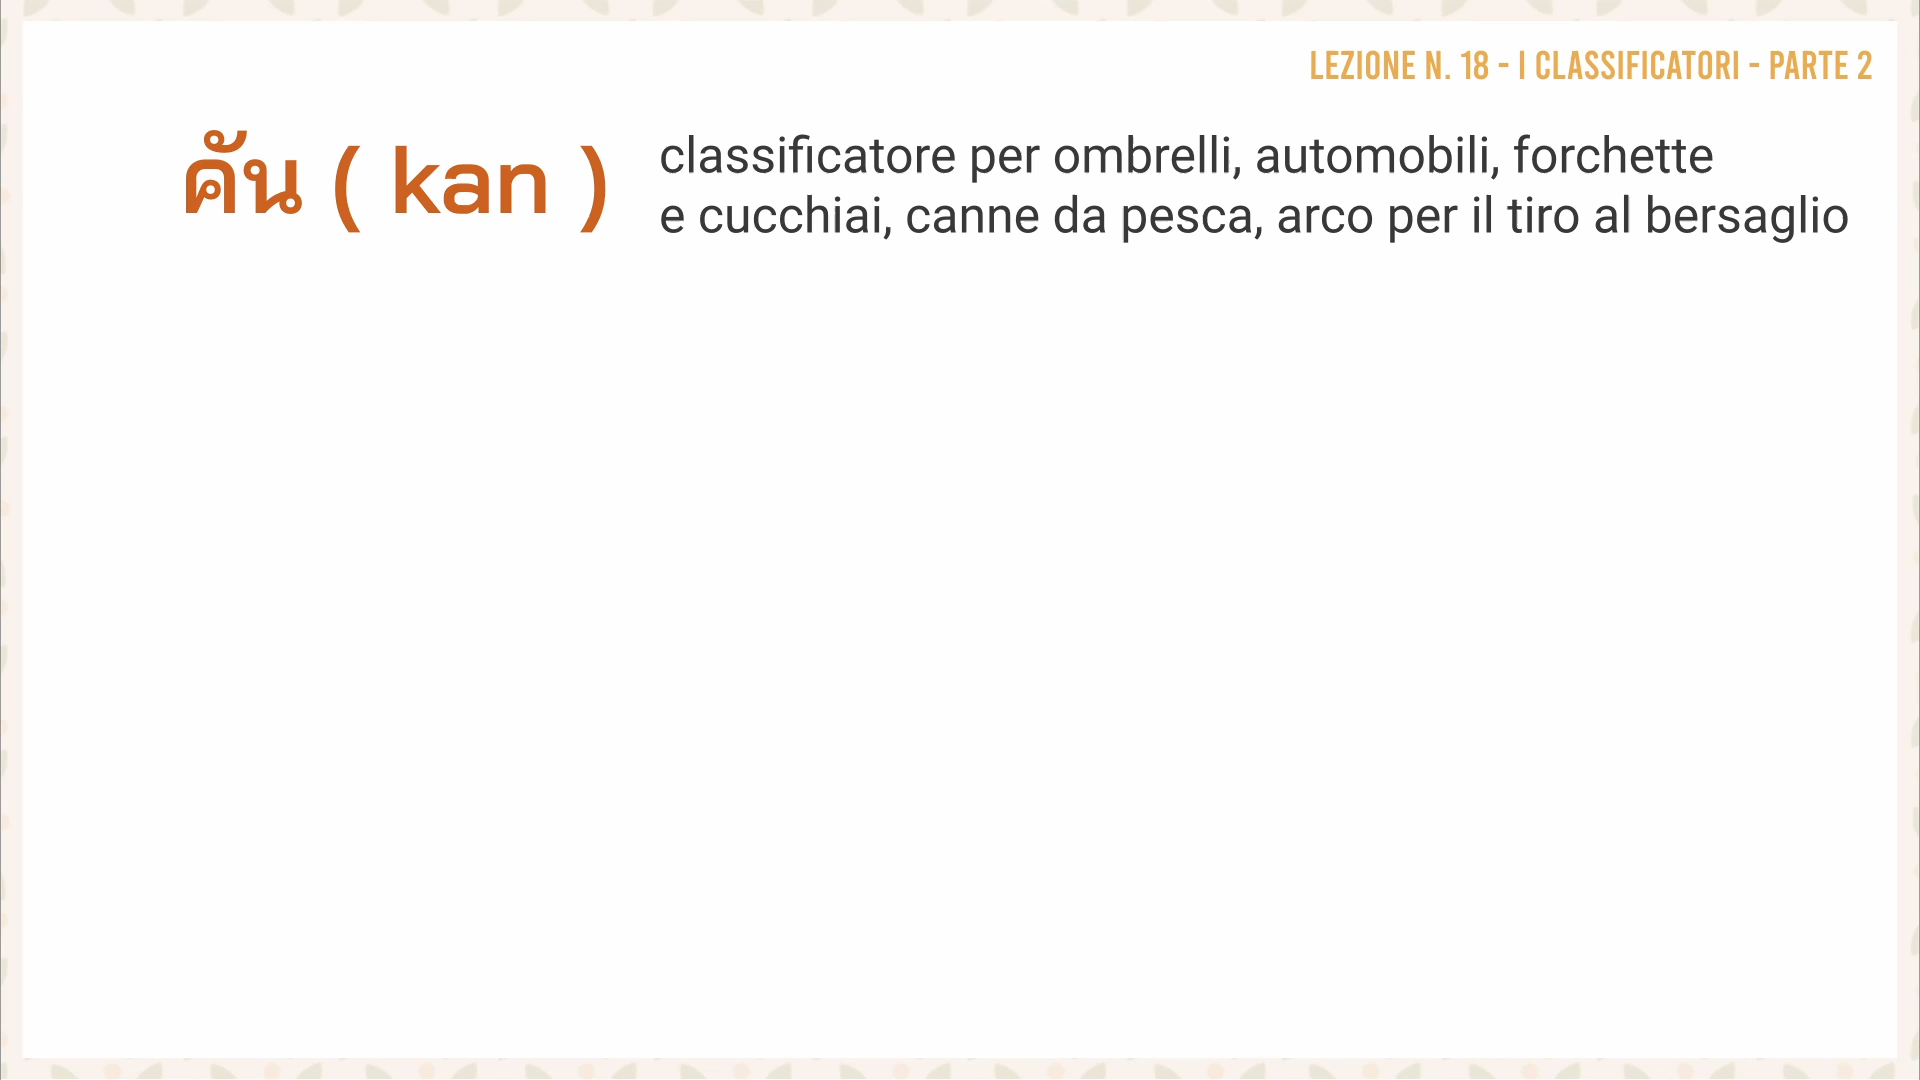 LEZIONE N. 18 - I CLASSIFICATORI - PARTE 2
คัน ( kan )
classificatore per ombrelli, automobili, forchette
e cucchiai, canne da pesca, arco per il tiro al bersaglio